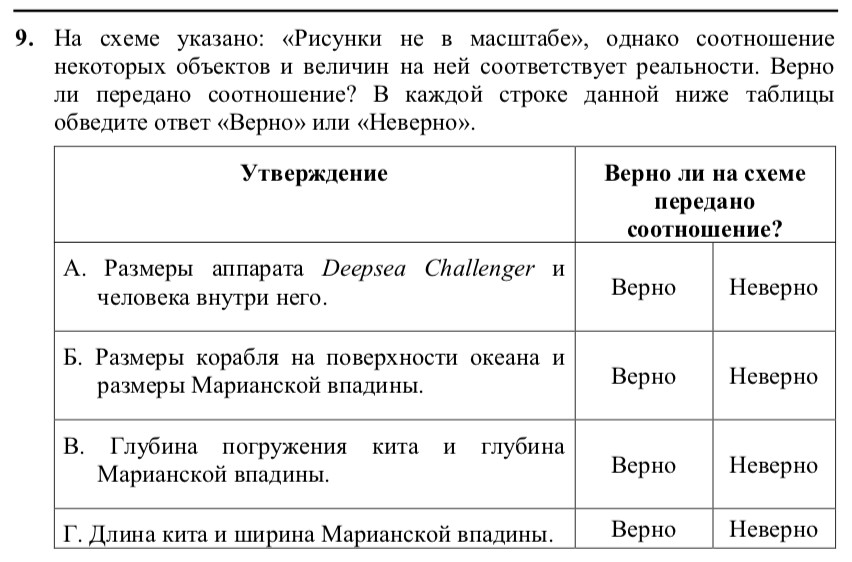 9. На схеме указано: «Рисунки не в масштабе», однако соотношение
некоторых объектов и величин на ней соответствует реальности. Верно
ли передано соотношение? В каждой строке данной ниже таблицы
обведите ответ «Верно» или «Неверно».
Утверждение
Верно ли на схеме
передано
соотношение?
А. Размеры аппарата Deepsea Challenger и
человека внутри него.
Верно
Неверно
Б. Размеры корабля на поверхности океана и
размеры Марианской впадины.
Верно
Неверно
В. Глубина погружения кита и глубина
Марианской впадины.
Верно
Неверно
Г. Длина кита и ширина Марианской впадины.
Верно
Неверно